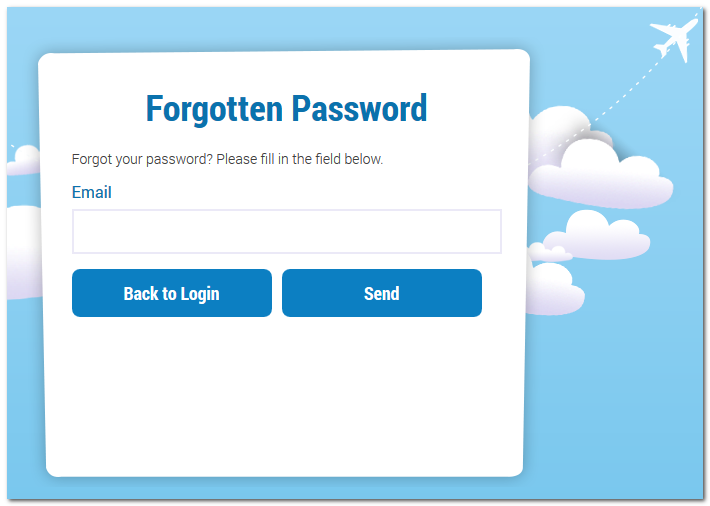 Forgotten Password
Forgot your password? Please fill in the field below.
Email
Back to Login
Send